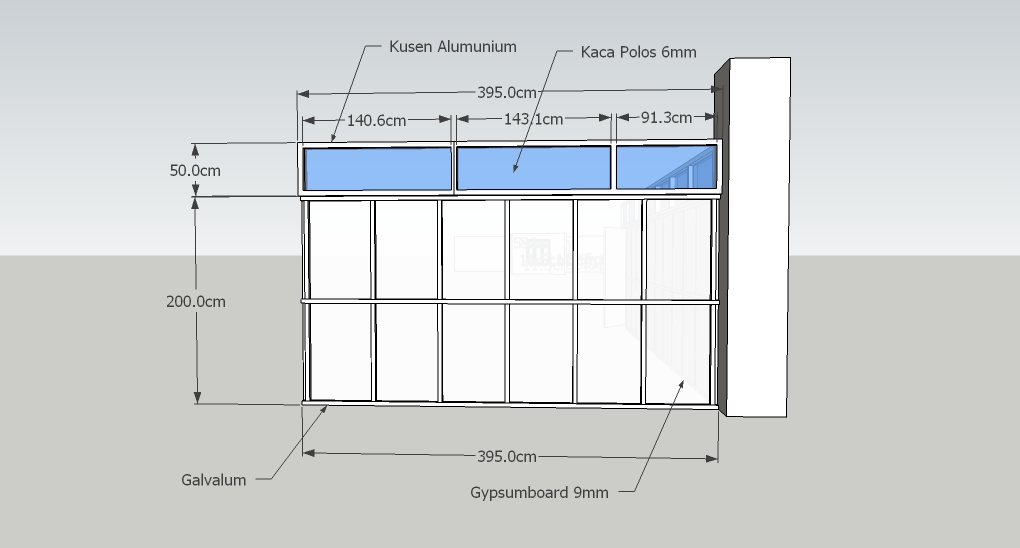 Kusen Alumunium
Kaca Polos 6mm
395.0cm
140.6cm
143.1cm
91.3cm
50.0cm
200.0cm
395.0cm
Galvalum
Gypsumboard 9mm